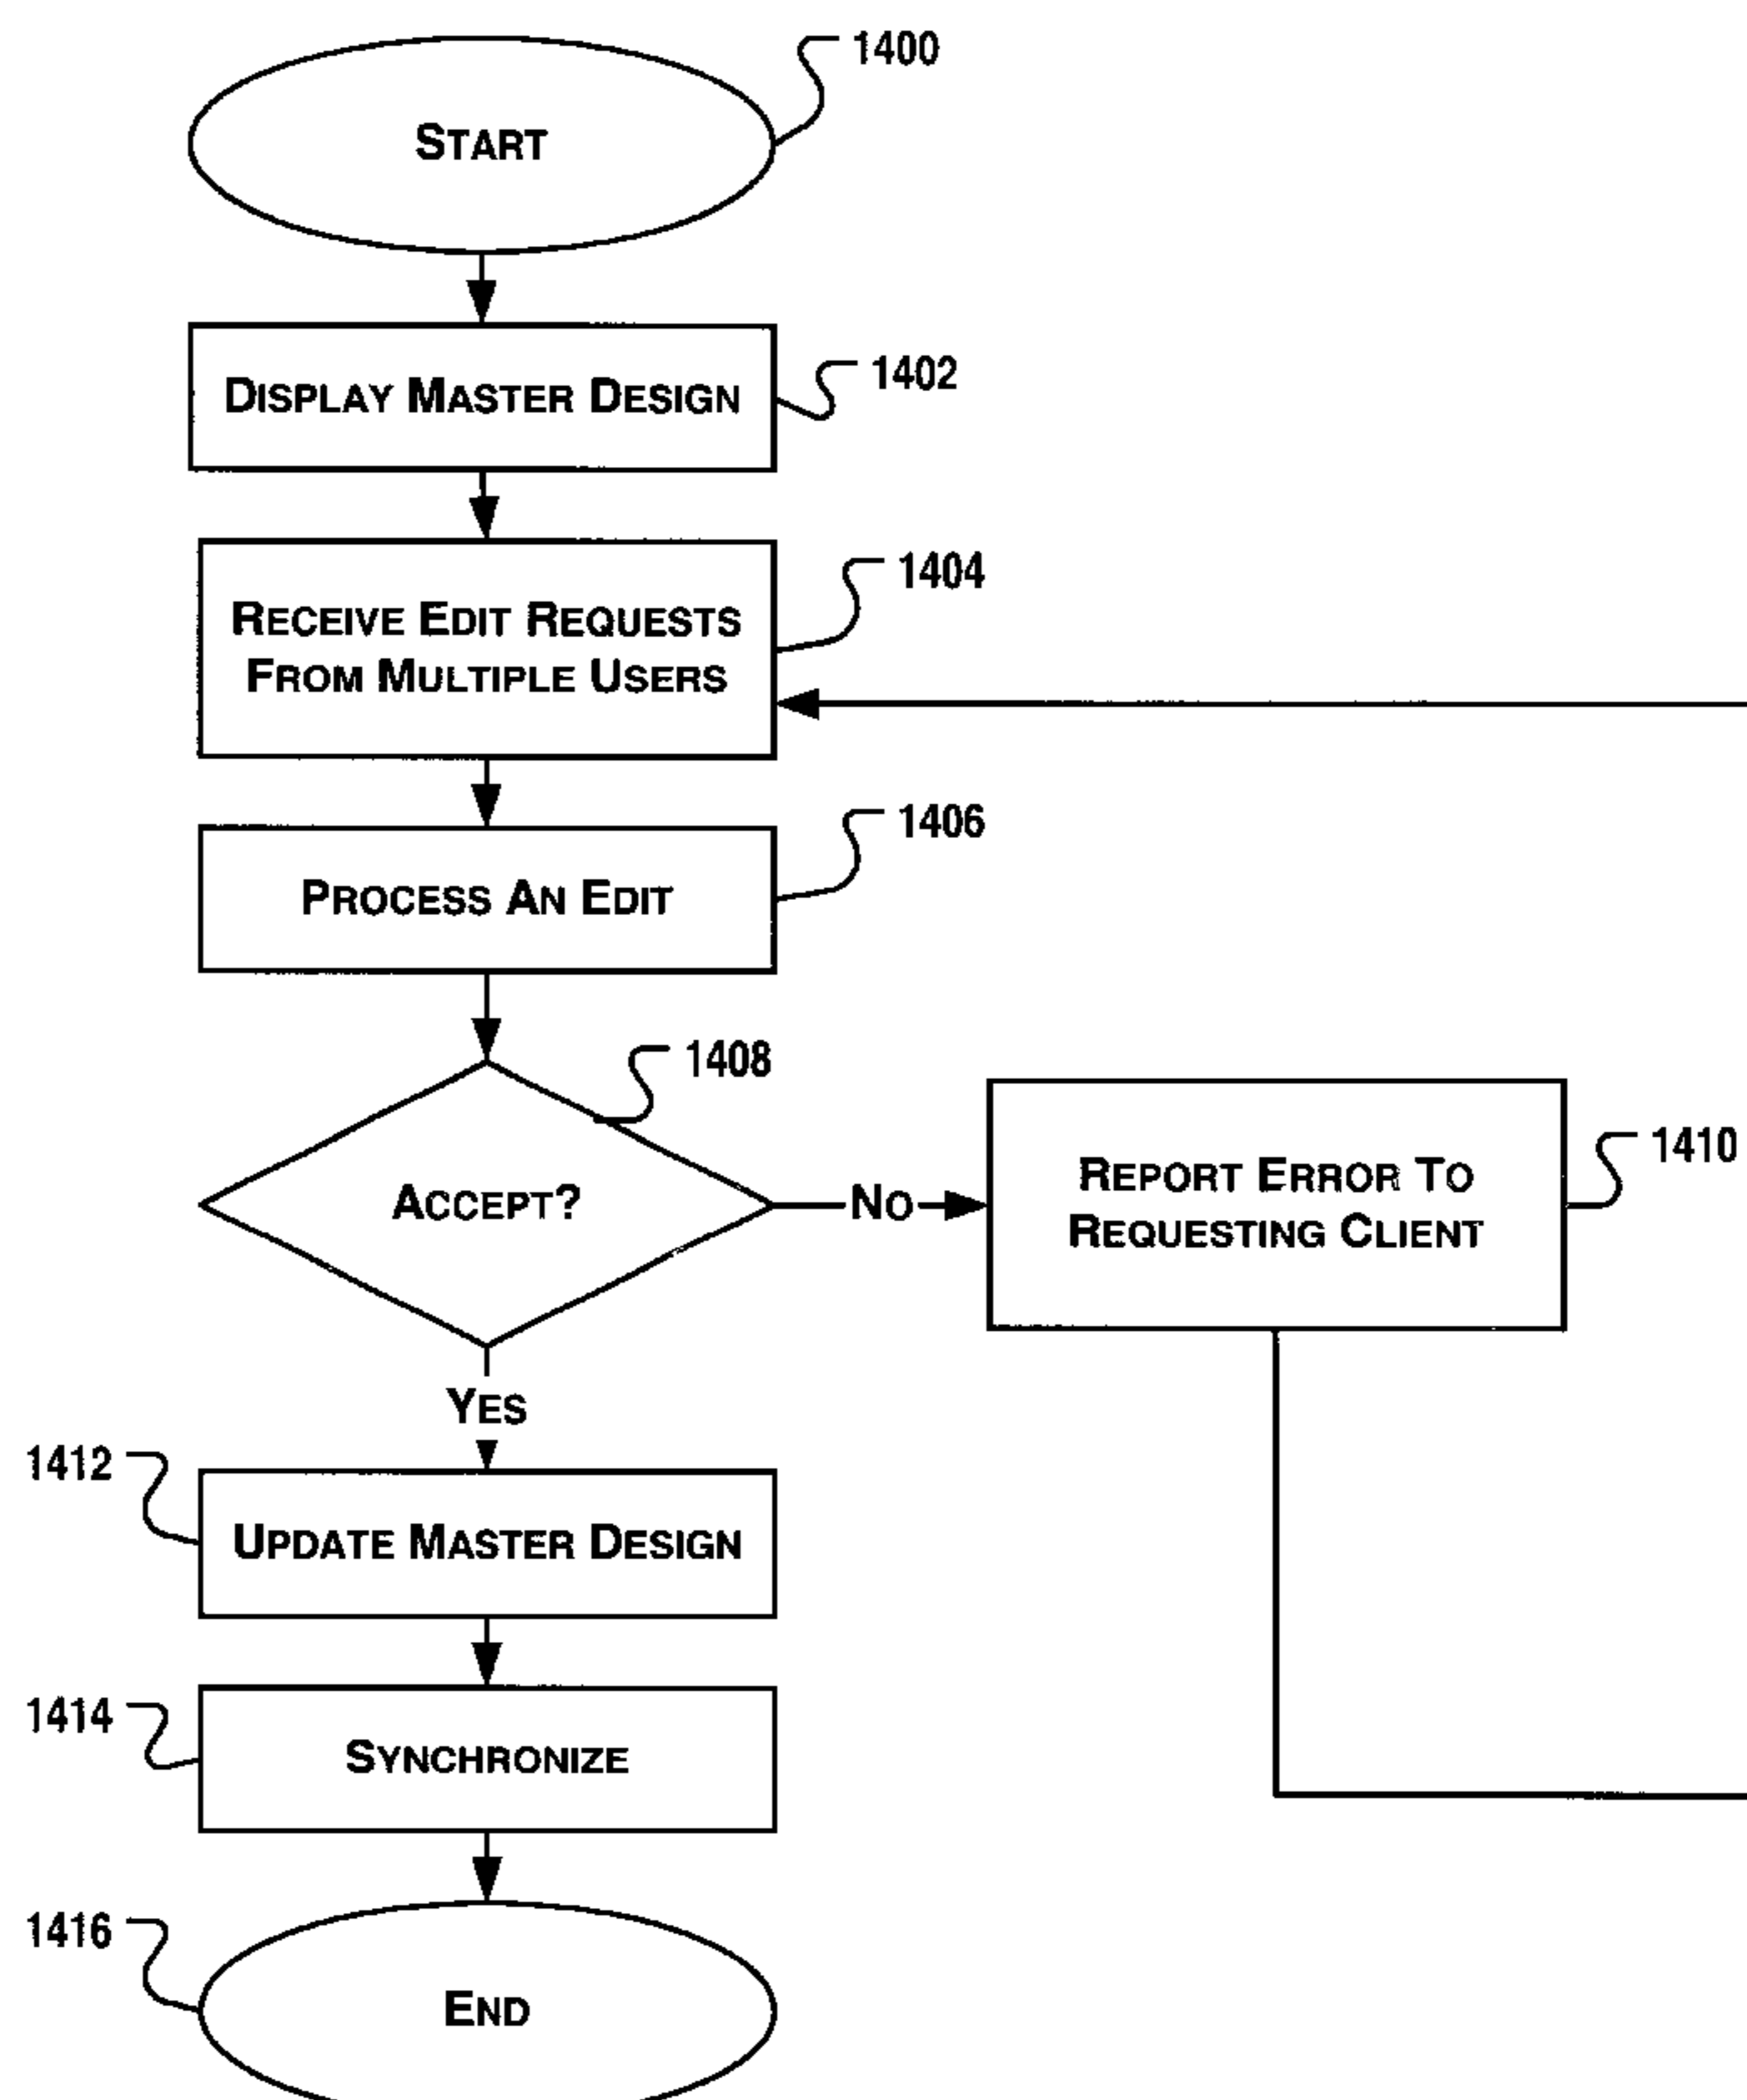 1400
START
1402
DISPLAY MASTER DESIGN
1404
RECEIVE EDIT REQUESTS
FROM MULTIPLE USERS
1406
PROCESS AN EDIT
1408
ACCEPT?
NO
1410
REPORT ERROR TO
REQUESTING CLIENT
YES
1412
UPDATE MASTER DESIGN
1414
SYNCHRONIZE
1416
END